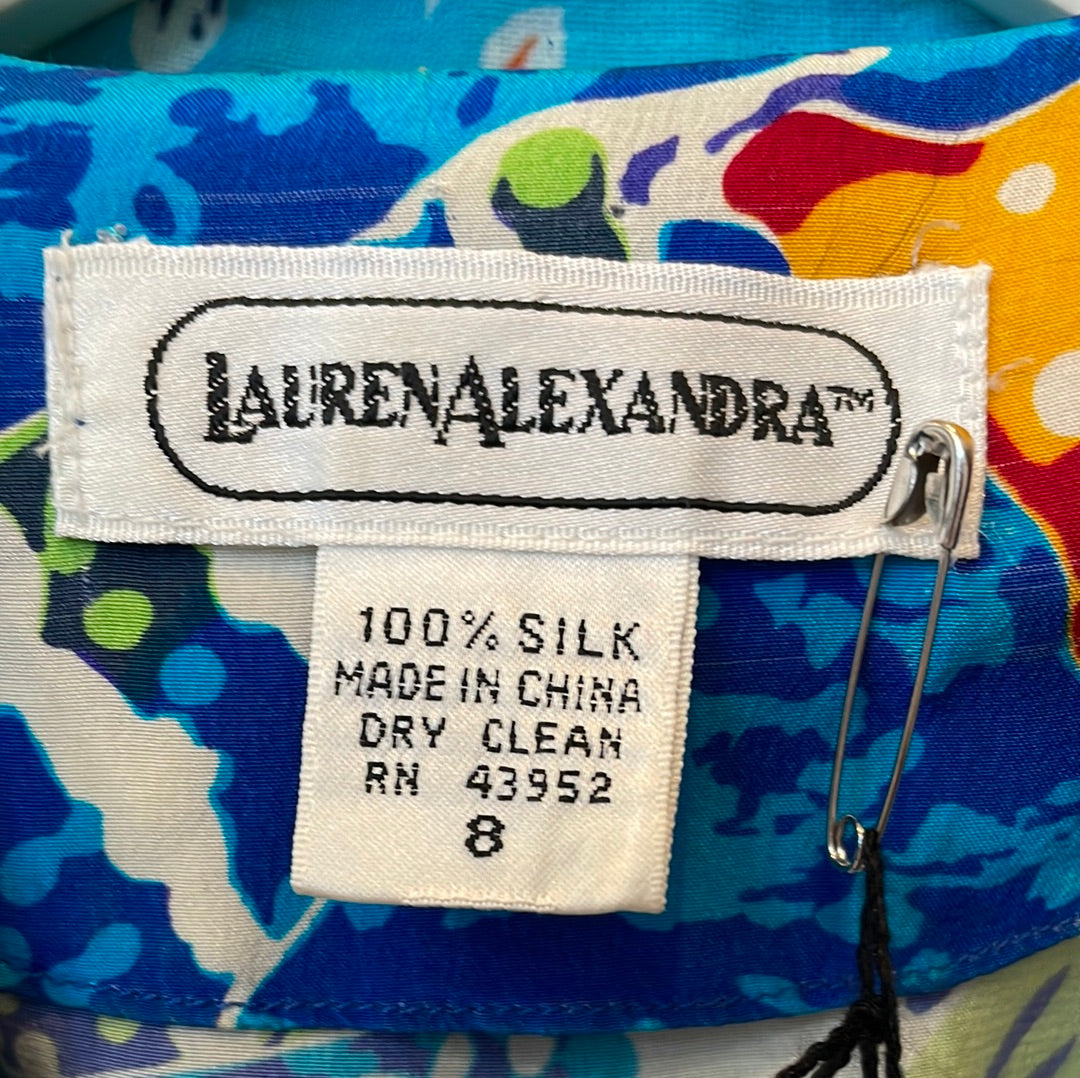 LAURENALEXANDRA™
100% SILK
MADE IN CHINA
DRY CLEAN
RN 43952
8